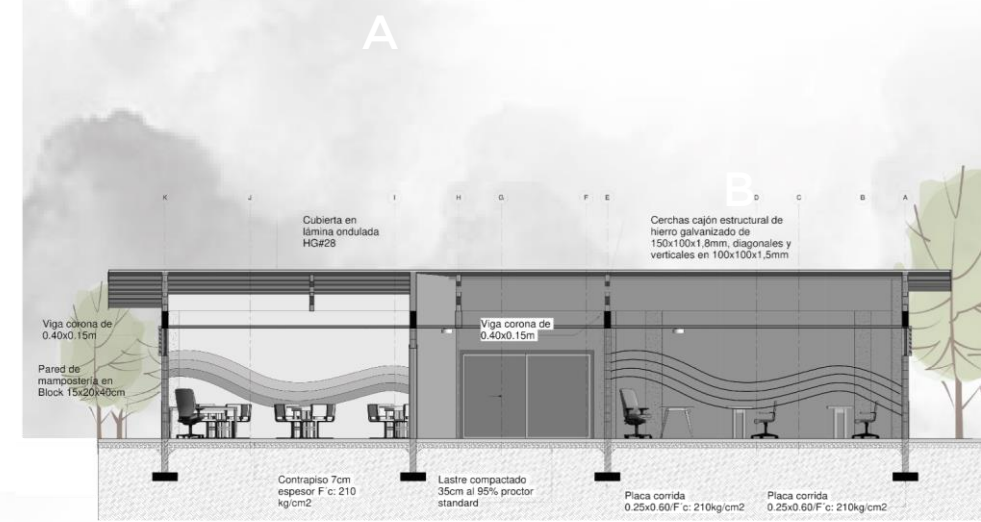 A
B
K J I H G F E D C B A
Cubierta en
lámina ondulada
HG#28
Cerchas cajón estructural de
hierro galvanizado de
150x100x1,8mm, diagonales y
verticales en 100x100x1,5mm
Viga corona de
0.40x0.15m
Viga corona de
0.40x0.15m
Pared de
mampostería en
Block 15x20x40cm
Contrapiso 7cm
espesor F´c: 210
kg/cm2
Lastre compactado
35cm al 95% proctor
standard
Placa corrida
0.25x0.60/F´c: 210kg/cm2
Placa corrida
0.25x0.60/F´c: 210kg/cm2